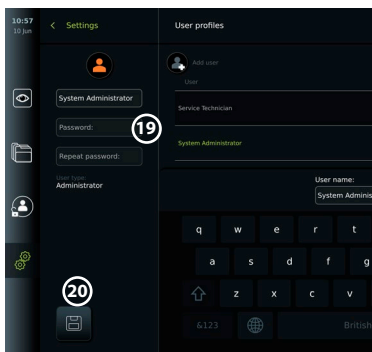 10:57
10 Jun
Settings
User profiles
Add user
User
System Administrator
Service Technician
Password:
19
System Administrator
Repeat password:
User type:
Administrator
User name:
System Adminis
q w e r t
a s d f g
20
z x c v
&123
British